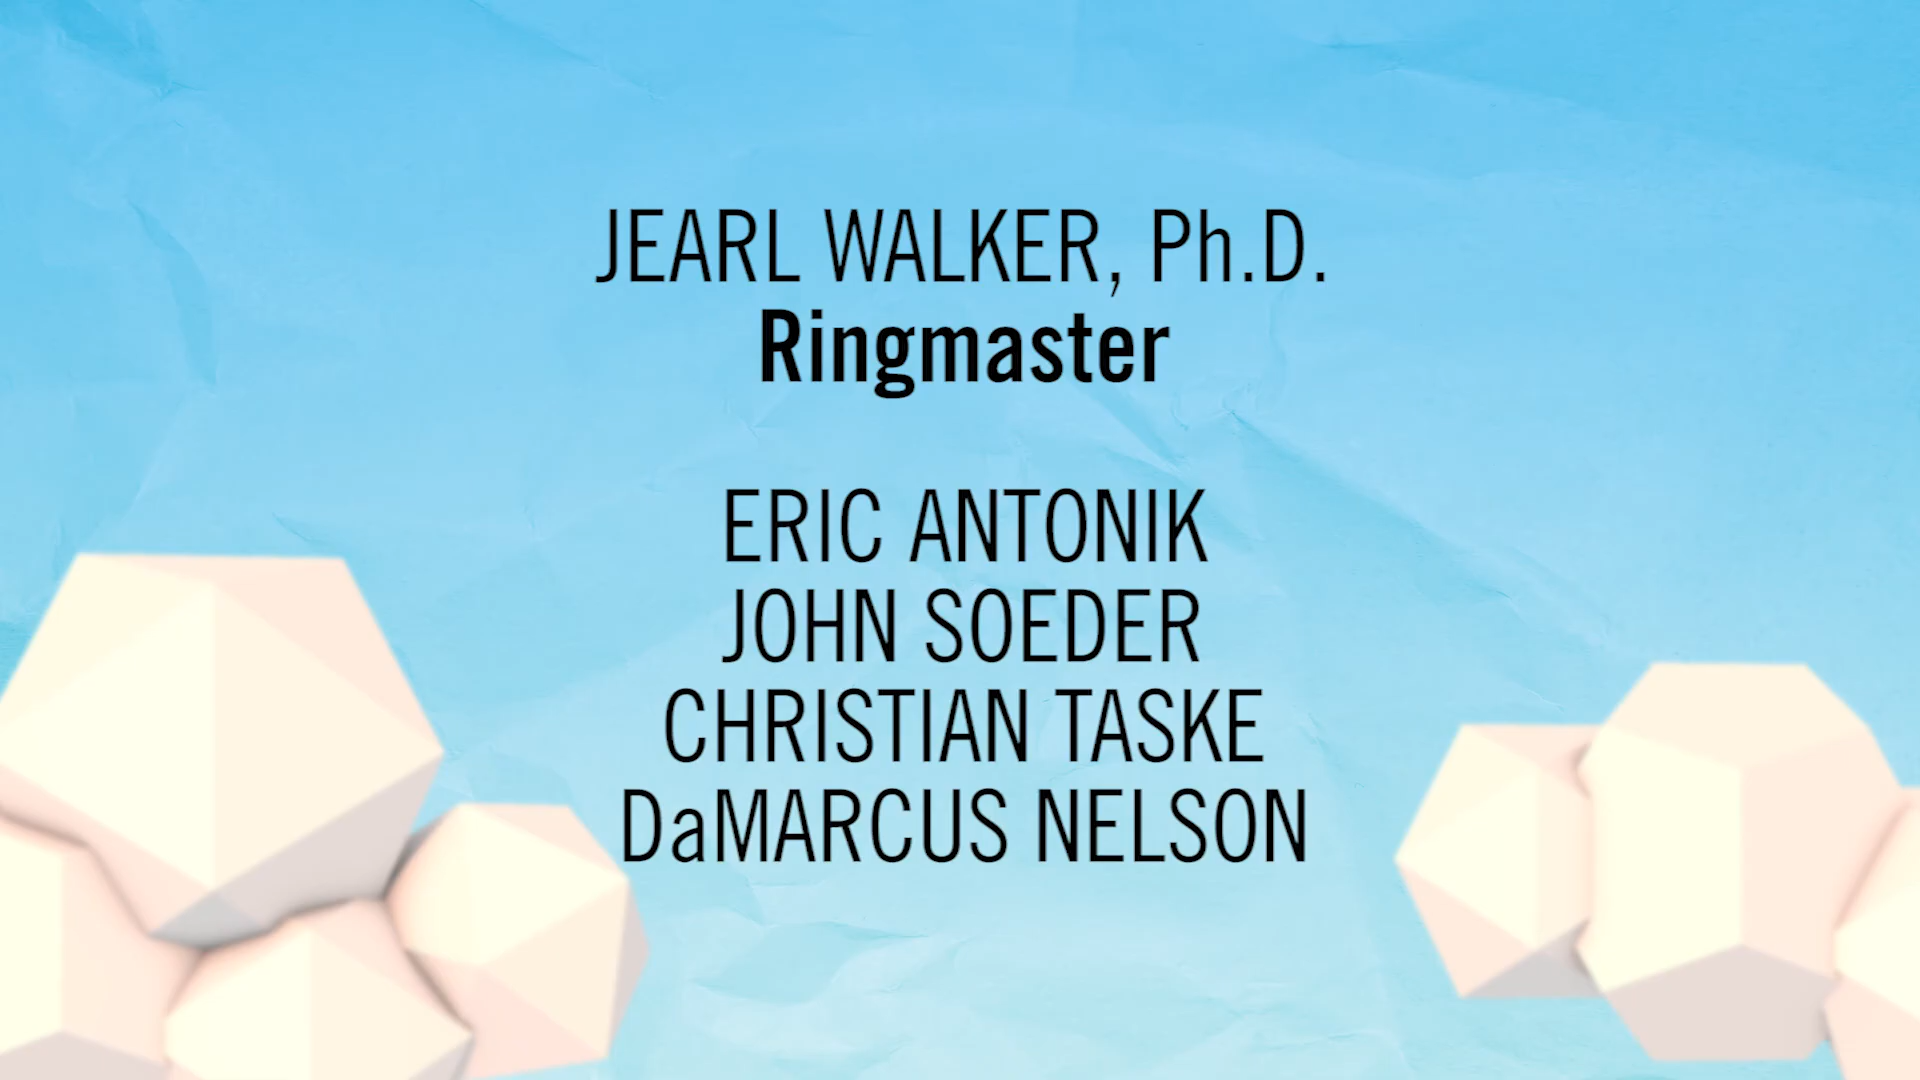 JEARL WALKER, Ph.D.
Ringmaster
ERIC ANTONIK
JOHN SOEDER
CHRISTIAN TASKE
DaMARCUS NELSON